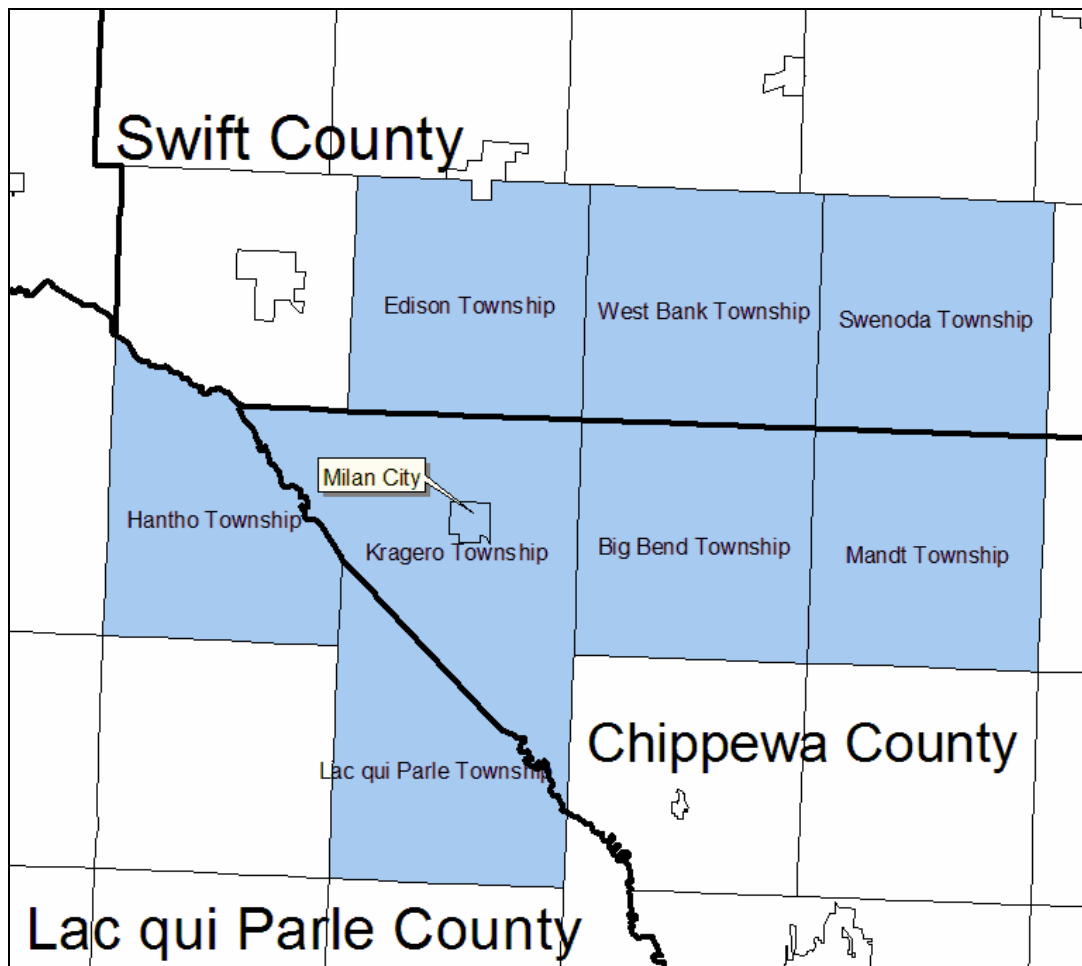 Swift County
Edison Township
West Bank Township
Swenoda Township
Milan City
Hantho Township
Kragero Township
Big Bend Township
Mandt Township
Chippewa County
Lac qui Parle Township
Lac qui Parle County